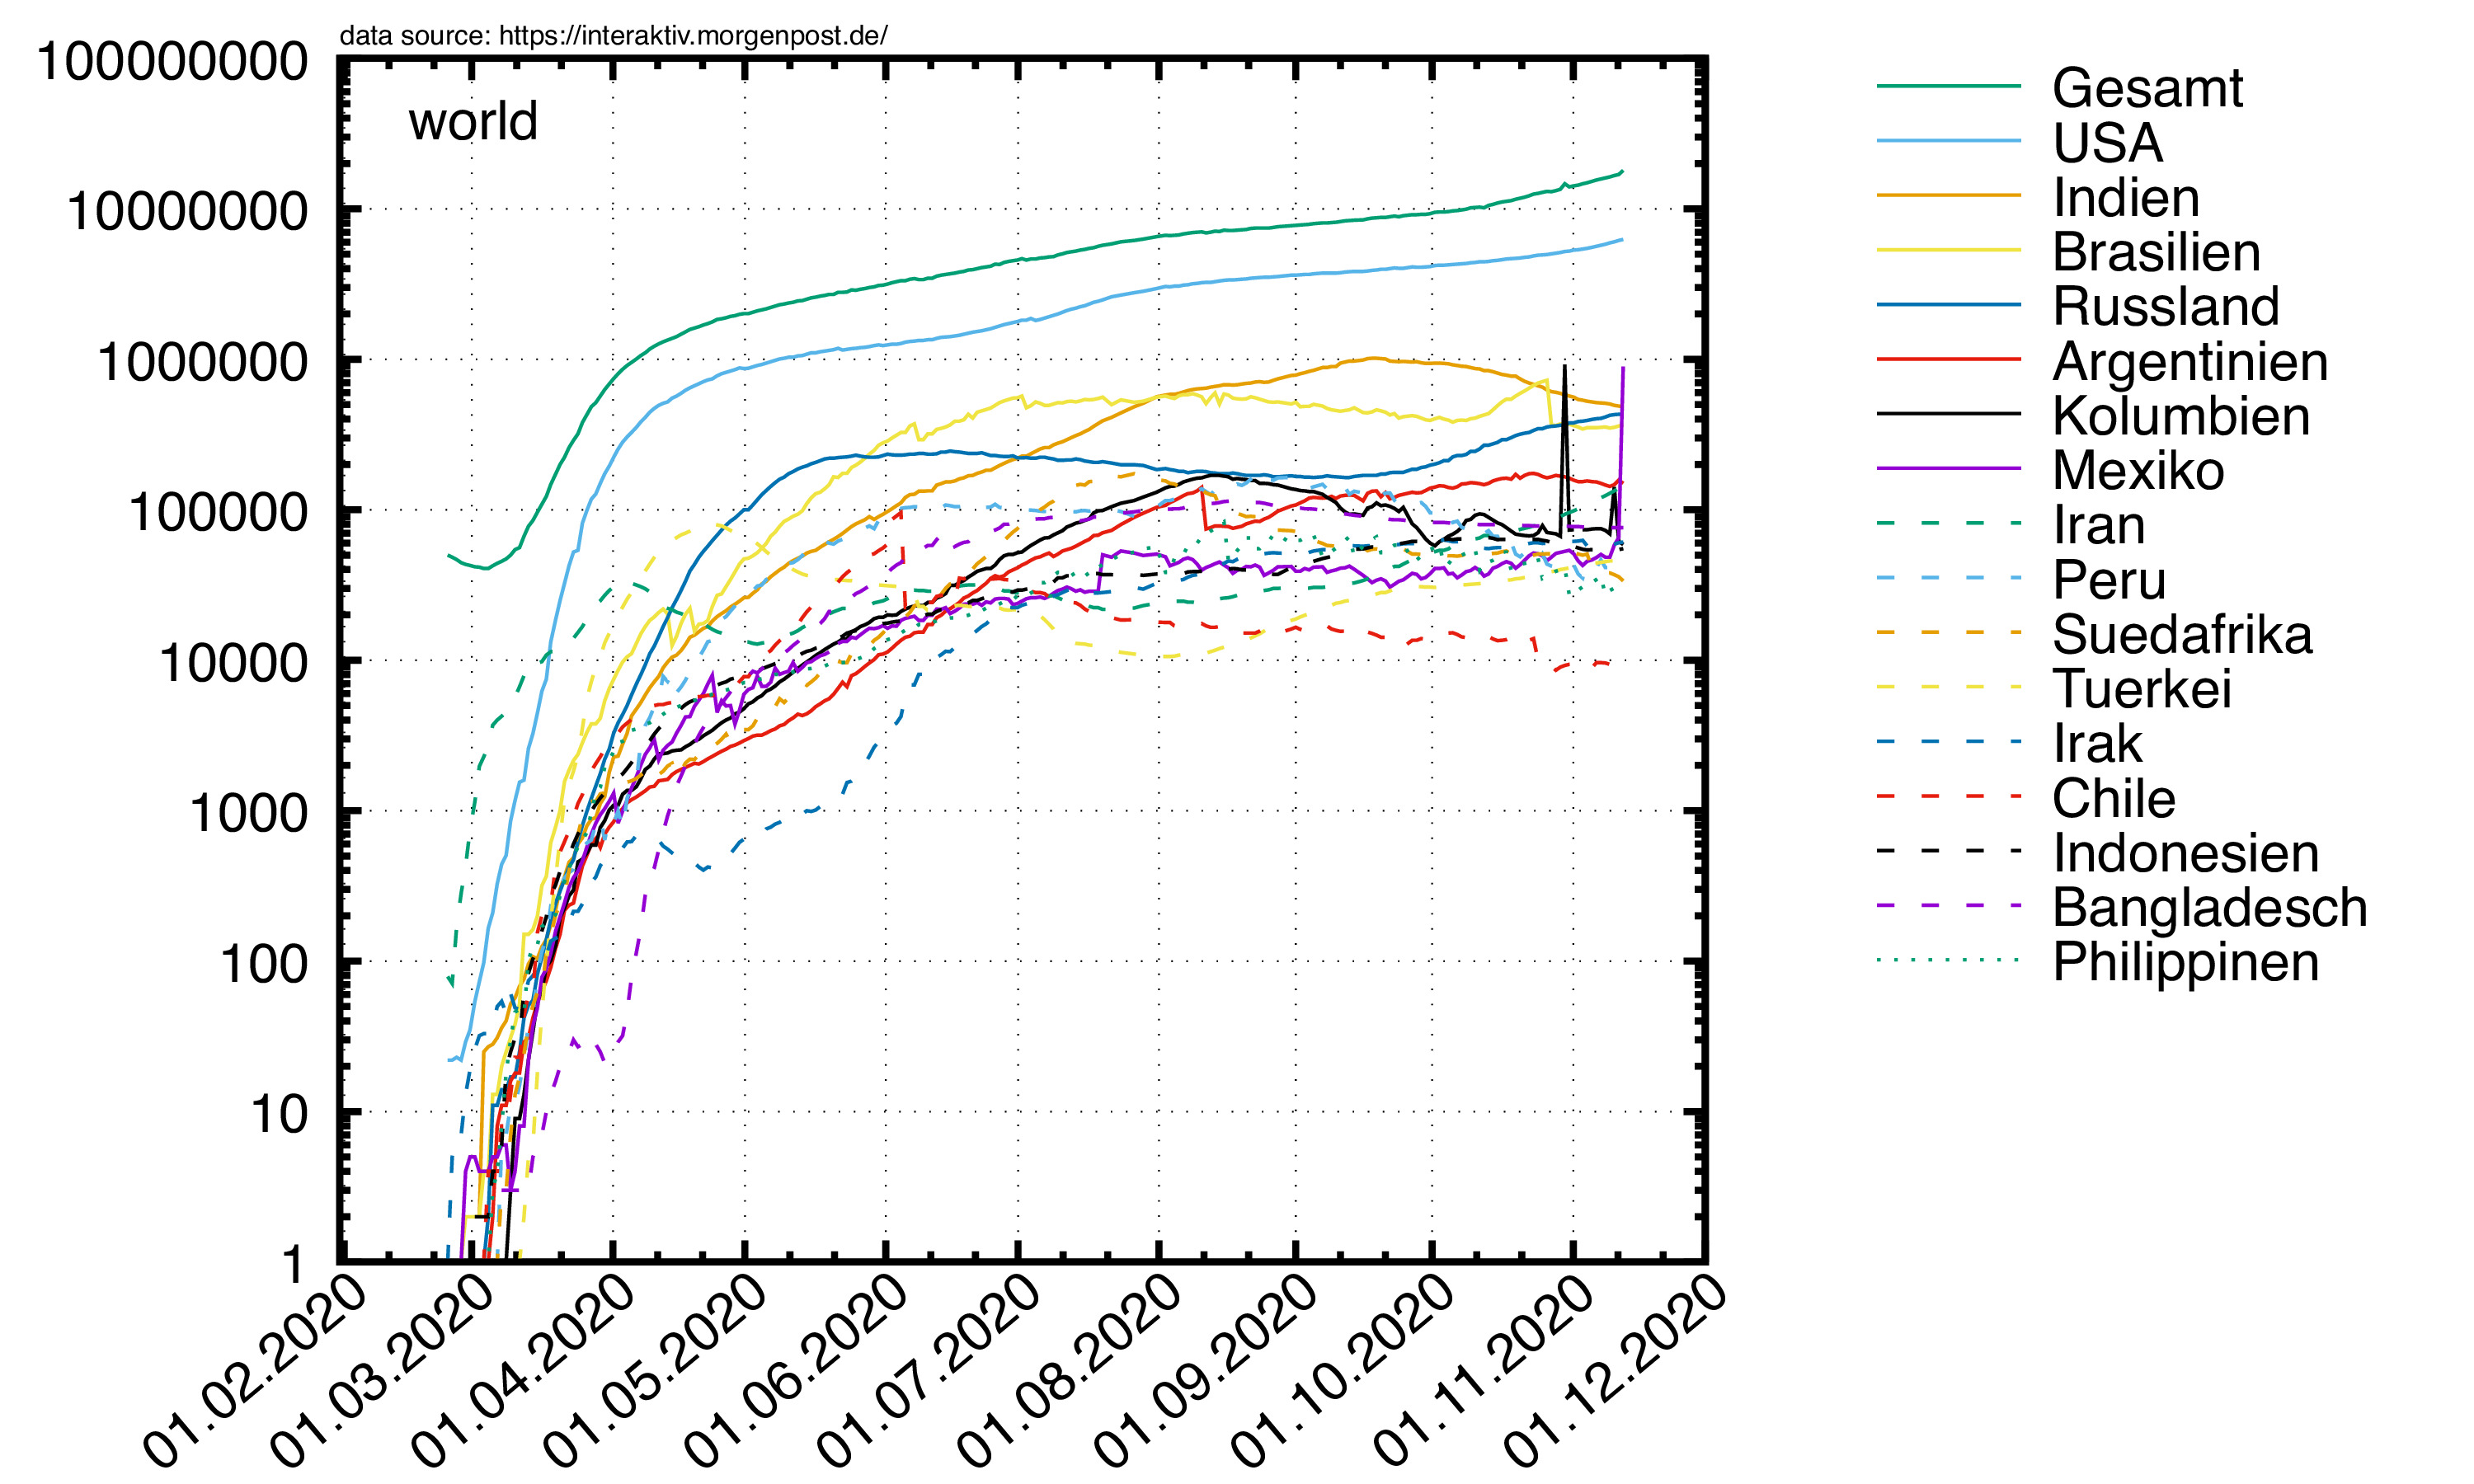 data source: https://interaktiv.morgenpost.de/
world
100000000
10000000
1000000
100000
10000
1000
100
10
1
01.02.2020
01.03.2020
01.04.2020
01.05.2020
01.06.2020
01.07.2020
01.08.2020
01.09.2020
01.10.2020
01.11.2020
01.12.2020
Gesamt
USA
Indien
Brasilien
Russland
Argentinien
Kolumbien
Mexiko
Iran
Peru
Suedafrika
Tuerkei
Irak
Chile
Indonesien
Bangladesch
Philippinen